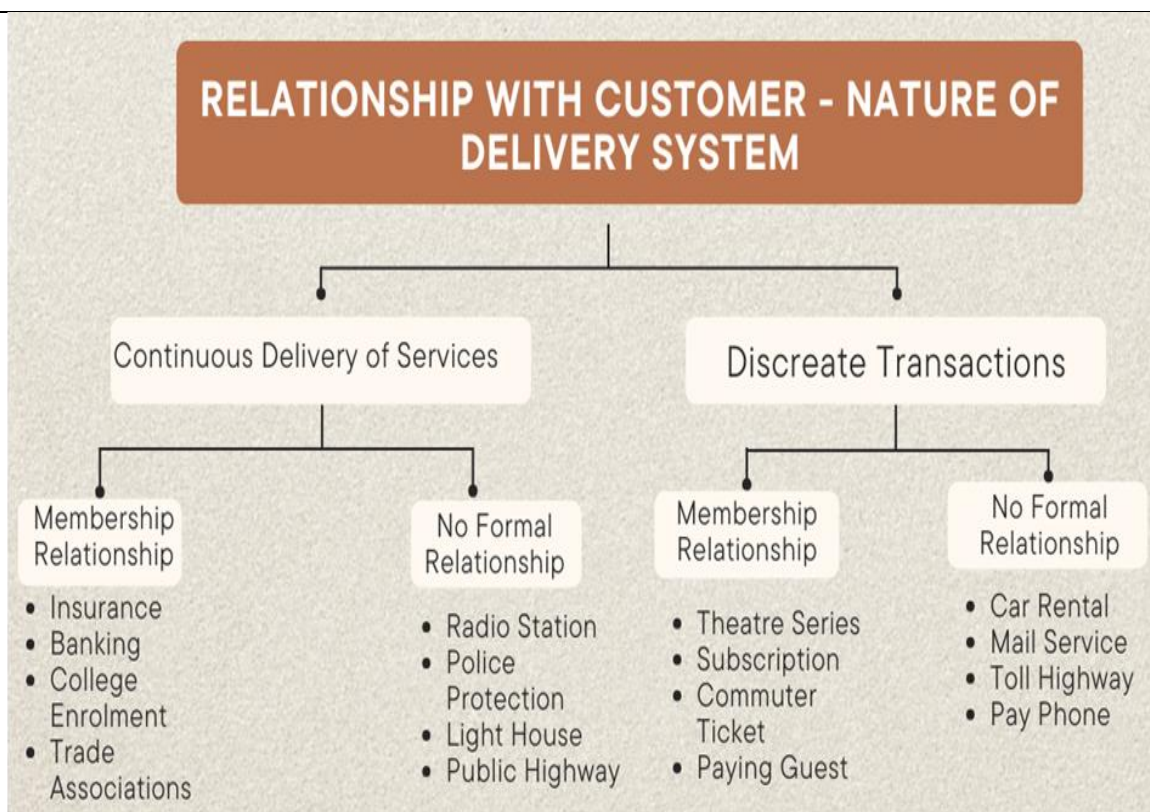 RELATIONSHIP WITH CUSTOMER - NATURE OF
DELIVERY SYSTEM
Continuous Delivery of Services
Discreate Transactions
Membership
Relationship
• Insurance
• Banking
• College
Enrolment
• Trade
Associations
No Formal
Relationship
• Radio Station
• Police
Protection
• Light House
• Public Highway
Membership
Relationship
• Theatre Series
• Subscription
• Commuter
Ticket
• Paying Guest
No Formal
Relationship
• Car Rental
• Mail Service
• Toll Highway
• Pay Phone